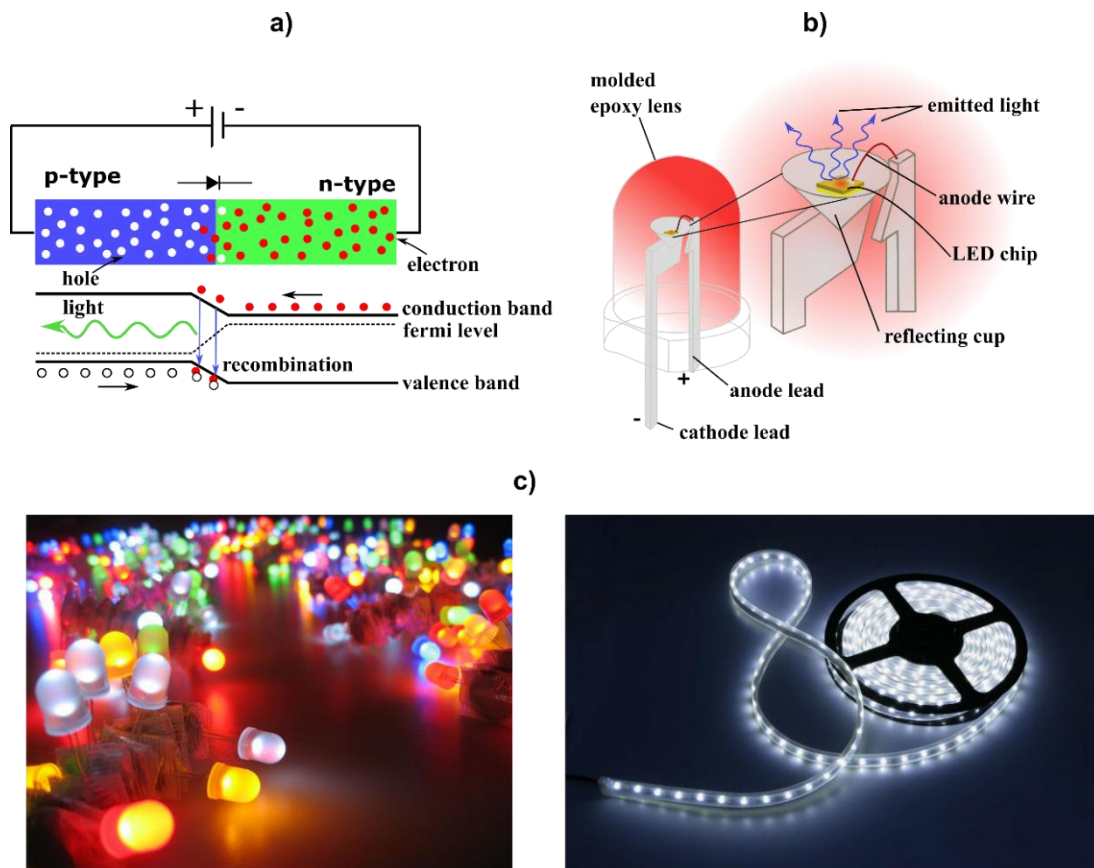 a)
+ -
p-type
n-type
hole
electron
light
conduction band
fermi level
recombination
valence band
b)
molded
epoxy lens
emitted light
anode wire
LED chip
reflecting cup
+
anode lead
-
cathode lead
c)